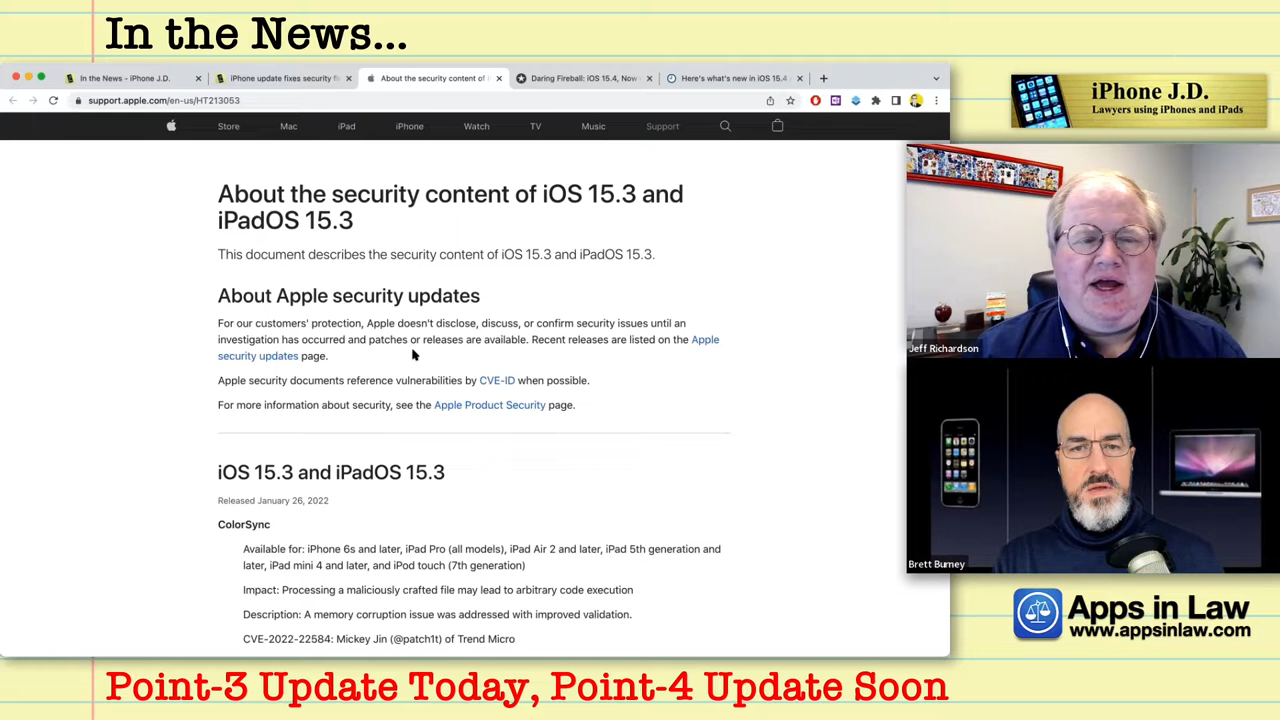 In the News...
In the News - iPhone J.D.
iPhone update fixes security fl
About the security content of i
Daring Fireball: iOS 15.4, Now
Here's what's new in iOS 15.4
support.apple.com/en-us/HT213053
Store Mac iPad iPhone Watch TV Music Support
About the security content of iOS 15.3 and
iPadOS 15.3
This document describes the security content of iOS 15.3 and iPadOS 15.3.
About Apple security updates
For our customers' protection, Apple doesn't disclose, discuss, or confirm security issues until an
investigation has occurred and patches or releases are available. Recent releases are listed on the Apple
security updates page.
Apple security documents reference vulnerabilities by CVE-ID when possible.
For more information about security, see the Apple Product Security page.
iOS 15.3 and iPadOS 15.3
Released January 26, 2022
ColorSync
Available for: iPhone 6s and later, iPad Pro (all models), iPad Air 2 and later, iPad 5th generation and
later, iPad mini 4 and later, and iPod touch (7th generation)
Impact: Processing a maliciously crafted file may lead to arbitrary code execution
Description: A memory corruption issue was addressed with improved validation.
CVE-2022-22584: Mickey Jin (@patch1t) of Trend Micro
iPhone J.D.
Lawyers using iPhones and iPads
Jeff Richardson
Brett Burney
Apps in Law
www.appsinlaw.com
Point-3 Update Today, Point-4 Update Soon